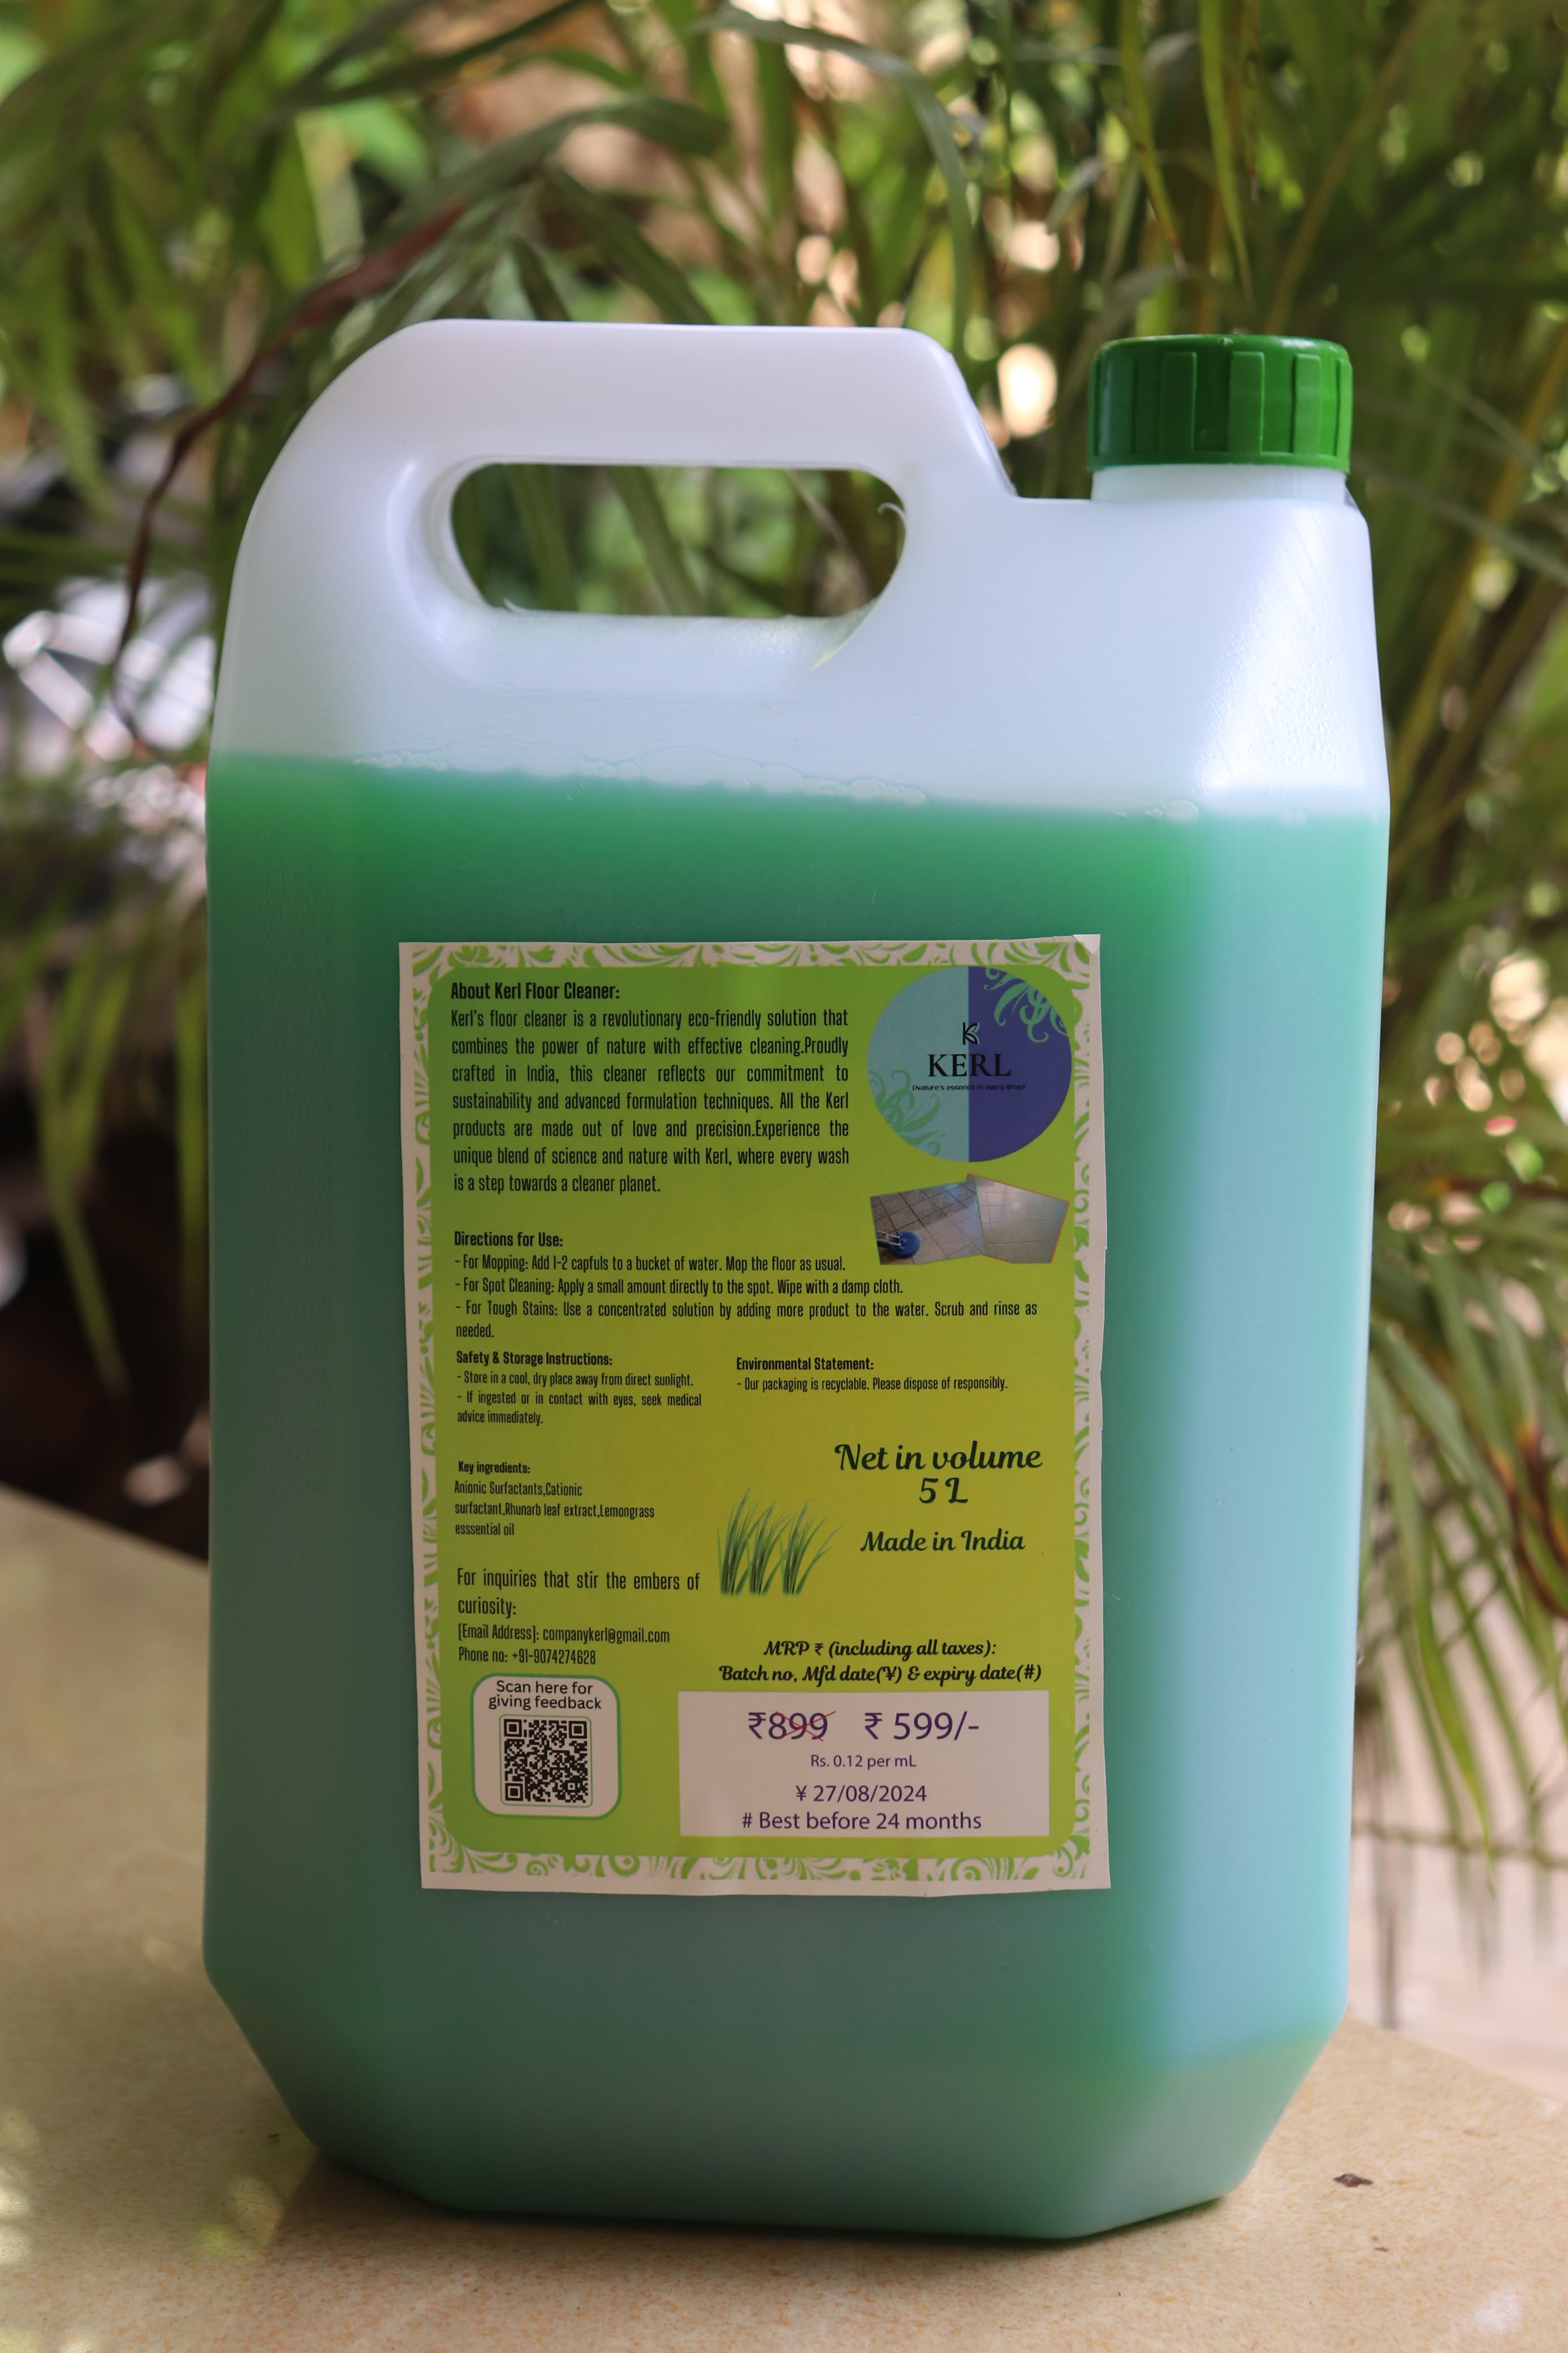 About Kerl Floor Cleaner:
Kerl's floor cleaner is a revolutionary eco-friendly solution that
combines the power of nature with effective cleaning.Proudly
crafted in India, this cleaner reflects our commitment to
sustainability and advanced formulation techniques. All the Kerl
products are made out of love and precision.Experience the
unique blend of science and nature with Kerl, where every wash
is a step towards a cleaner planet.
KERL
(Nature's essence in every drop)
Directions for Use:
- For Mopping: Add 1-2 capfuls to a bucket of water. Mop the floor as usual.
- For Spot Cleaning: Apply a small amount directly to the spot. Wipe with a damp cloth.
- For Tough Stains: Use a concentrated solution by adding more product to the water. Scrub and rinse as
needed.
Safety & Storage Instructions:
- Store in a cool, dry place away from direct sunlight.
- If ingested or in contact with eyes, seek medical
advice immediately.
Environmental Statement:
- Our packaging is recyclable. Please dispose of responsibly.
Key ingredients:
Anionic Surfactants,Cationic
surfactant,Rhunarb leaf extract,Lemongrass
esssential oil
Net in volume
5 L
Made in India
For inquiries that stir the embers of
curiosity:
[Email Address]: companykerl@gmail.com
Phone no: +91-9074274628
Scan here for
giving feedback
MRP ₹ (including all taxes):
Batch no, Mfd date(¥) & expiry date(#)
₹899 ₹ 599/-
Rs. 0.12 per mL
¥ 27/08/2024
# Best before 24 months